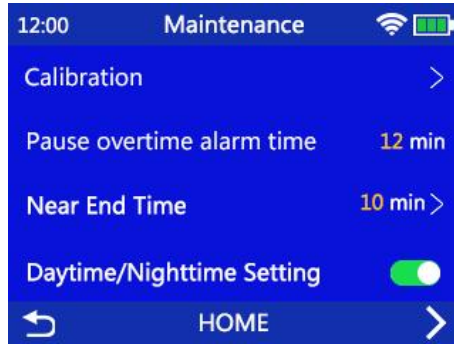 12:00 Maintenance
Calibration
Pause overtime alarm time 12 min
Near End Time 10 min
Daytime/Nighttime Setting
HOME